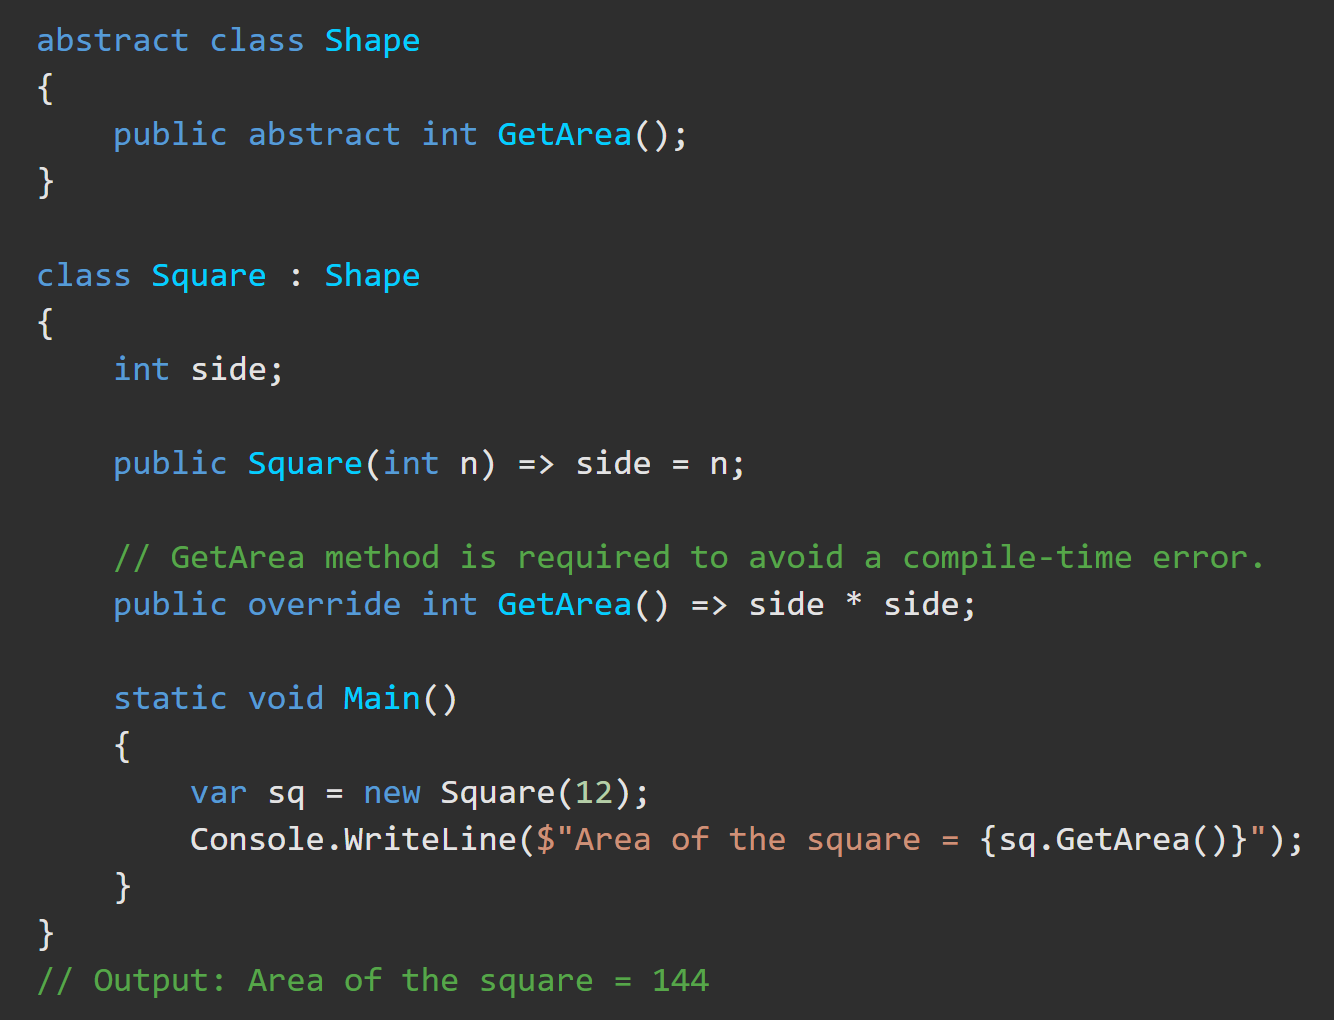 abstract class Shape
{
    public abstract int GetArea();
}

class Square : Shape
{
    int side;

    public Square(int n) => side = n;

    // GetArea method is required to avoid a compile-time error.
    public override int GetArea() => side * side;

    static void Main()
    {
        var sq = new Square(12);
        Console.WriteLine($"Area of the square = {sq.GetArea()}");
    }
}
// Output: Area of the square = 144